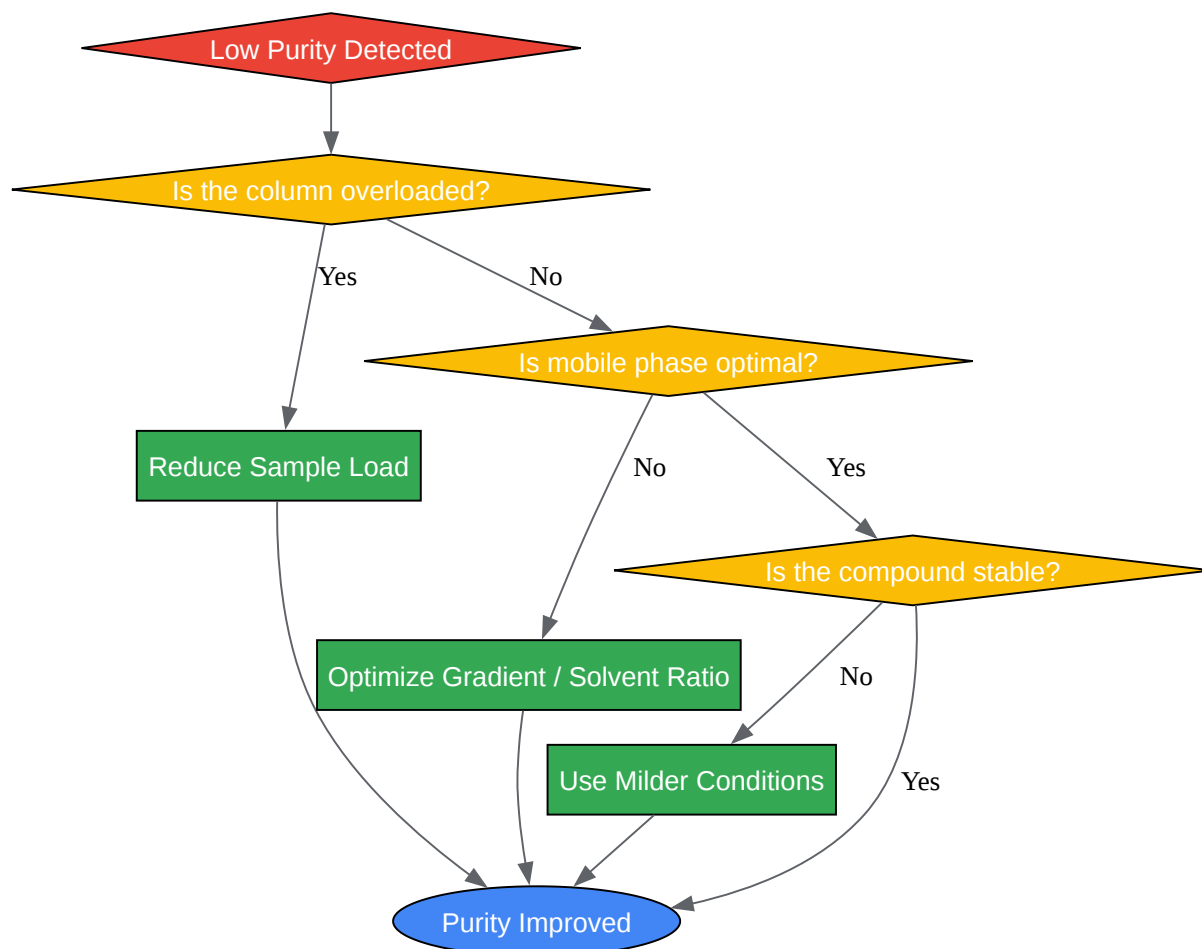 Low Purity Detected
Is the column overloaded?
Yes
No
Is mobile phase optimal?
Reduce Sample Load
No
Yes
Is the compound stable?
Optimize Gradient / Solvent Ratio
No
Use Milder Conditions
Yes
Purity Improved